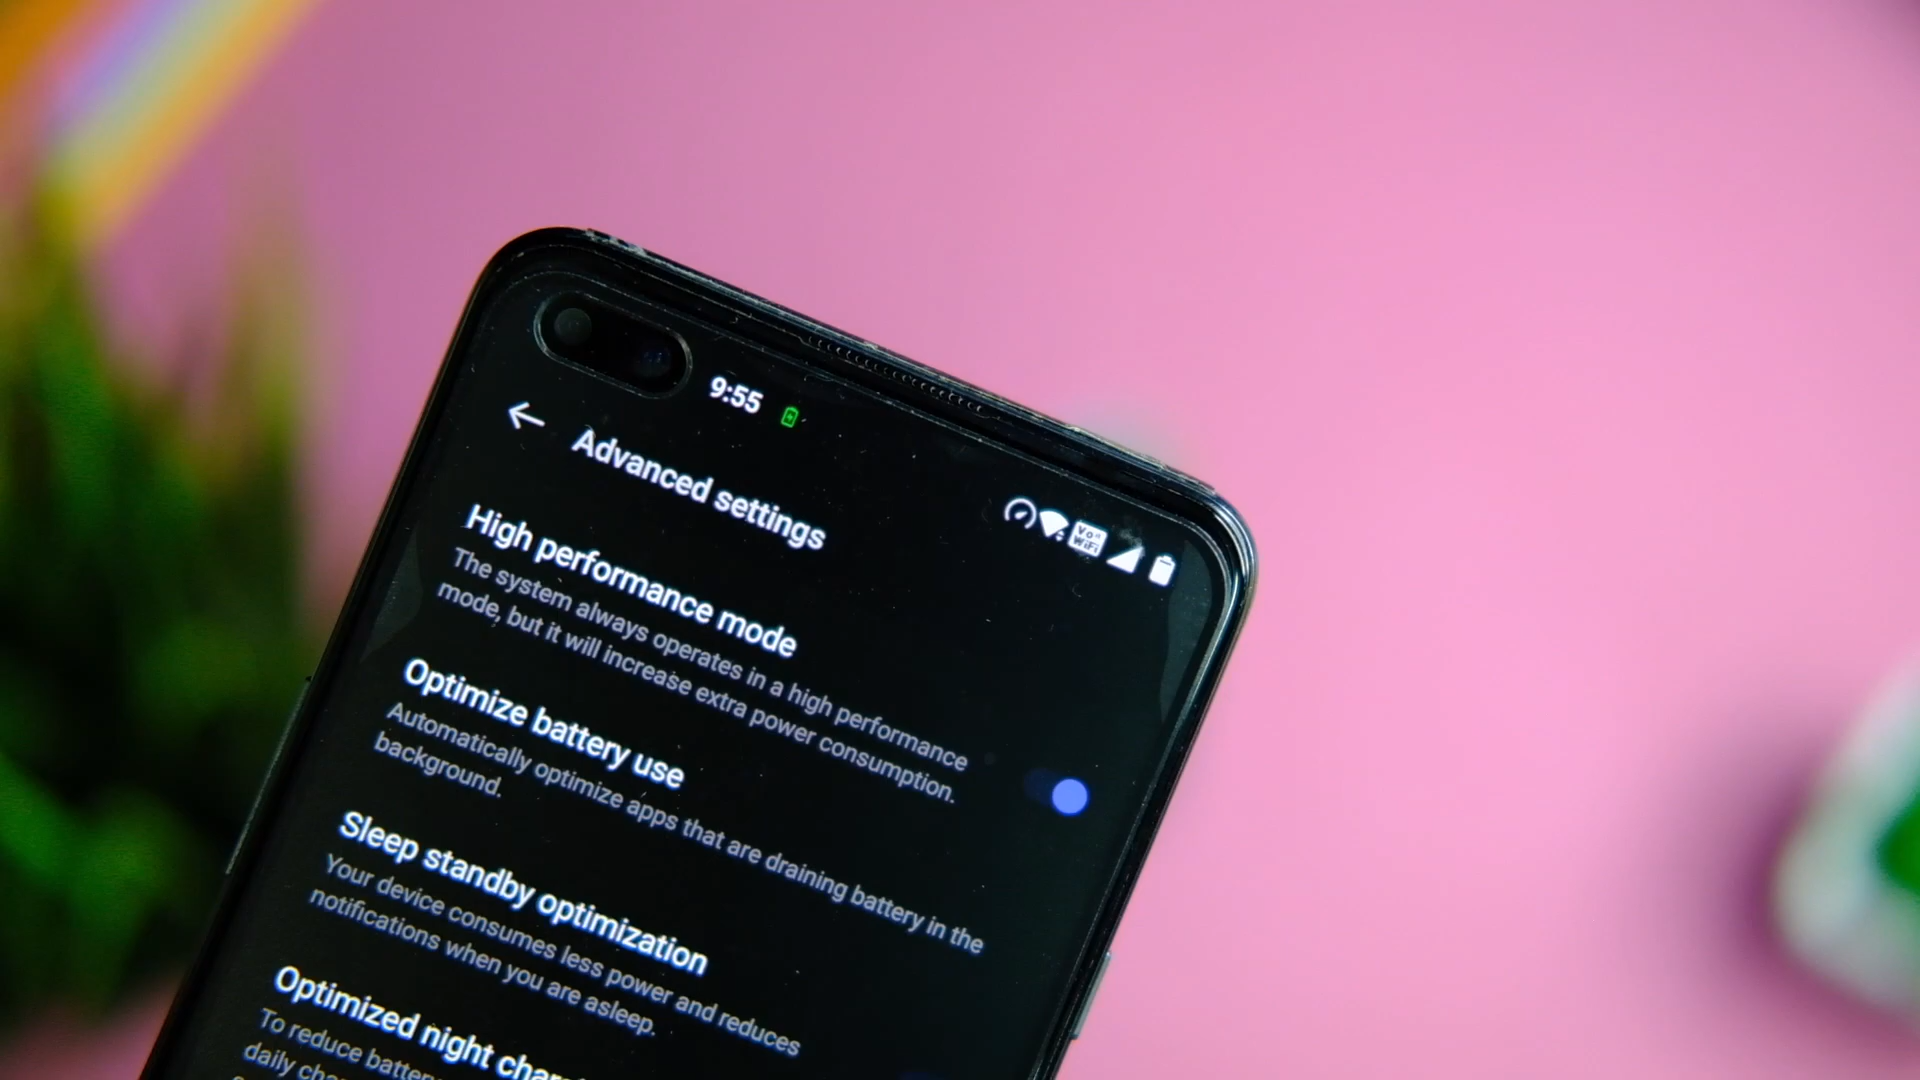 9:55
Vo
WiFi
Advanced settings
High performance mode
The system always operates in a high performance
mode, but it will increase extra power consumption.
Optimize battery use
Automatically optimize apps that are draining battery in the
background.
Sleep standby optimization
Your device consumes less power and reduces
notifications when you are asleep.
Optimized night
To reduce
daily